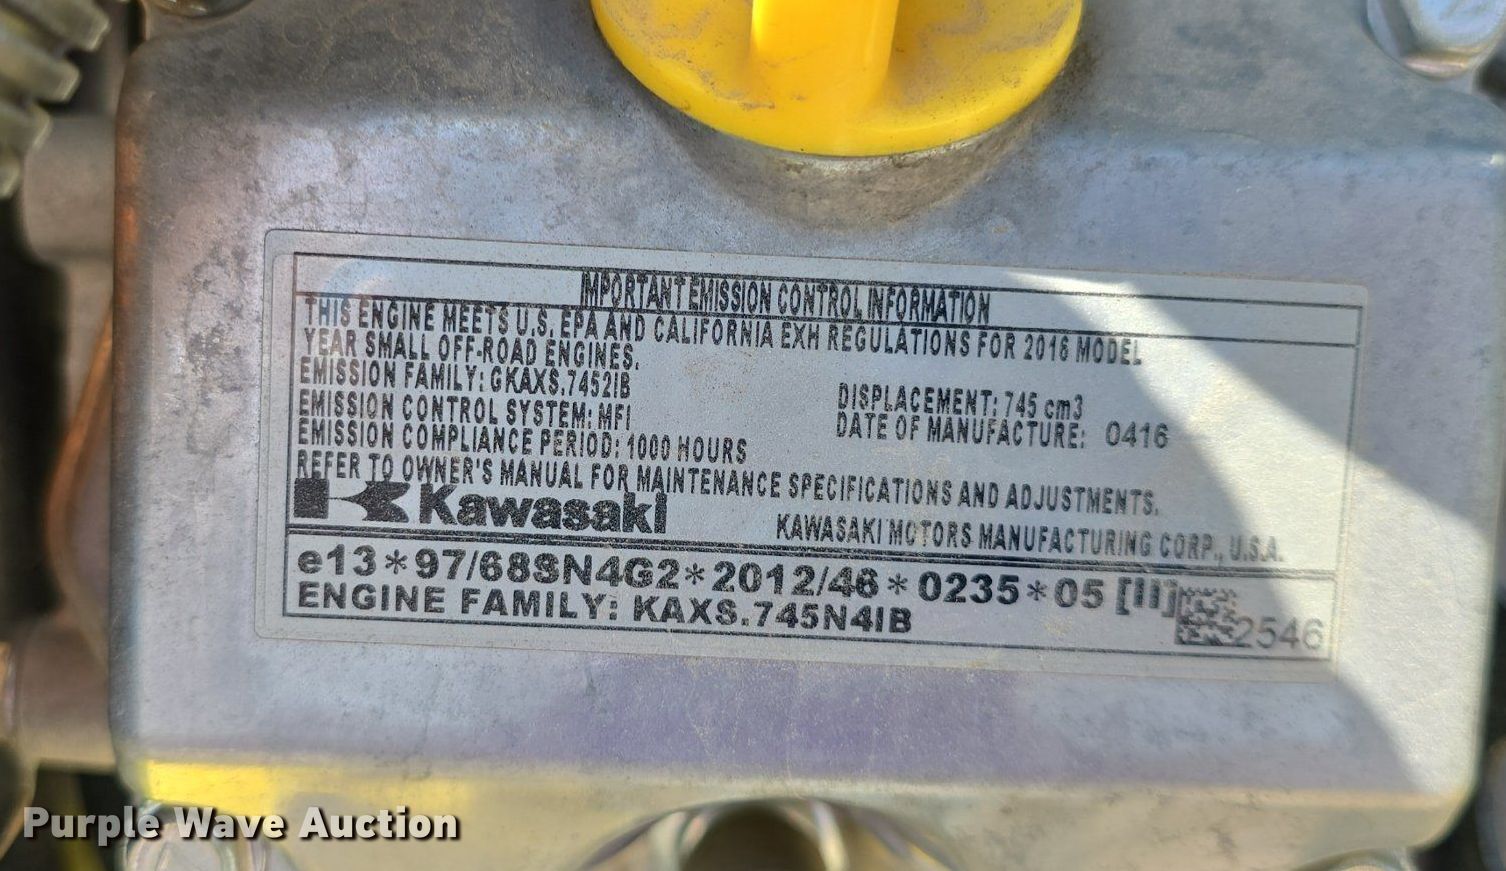 IMPORTANT EMISSION CONTROL INFORMATION
THIS ENGINE MEETS U.S. EPA AND CALIFORNIA EXH REGULATIONS FOR 2016 MODEL
YEAR SMALL OFF-ROAD ENGINES.
EMISSION FAMILY: GKAXS.7452IB
DISPLACEMENT: 745 cm3
EMISSION CONTROL SYSTEM: MFI
DATE OF MANUFACTURE: 0416
EMISSION COMPLIANCE PERIOD: 1000 HOURS
REFER TO OWNER'S MANUAL FOR MAINTENANCE SPECIFICATIONS AND ADJUSTMENTS.
Kawasaki
KAWASAKI MOTORS MANUFACTURING CORP., U.S.A.
e13*97/68SN4G2*2012/46*0235*05 [II]
ENGINE FAMILY: KAXS.745N4IB
2546
Purple Wave Auction